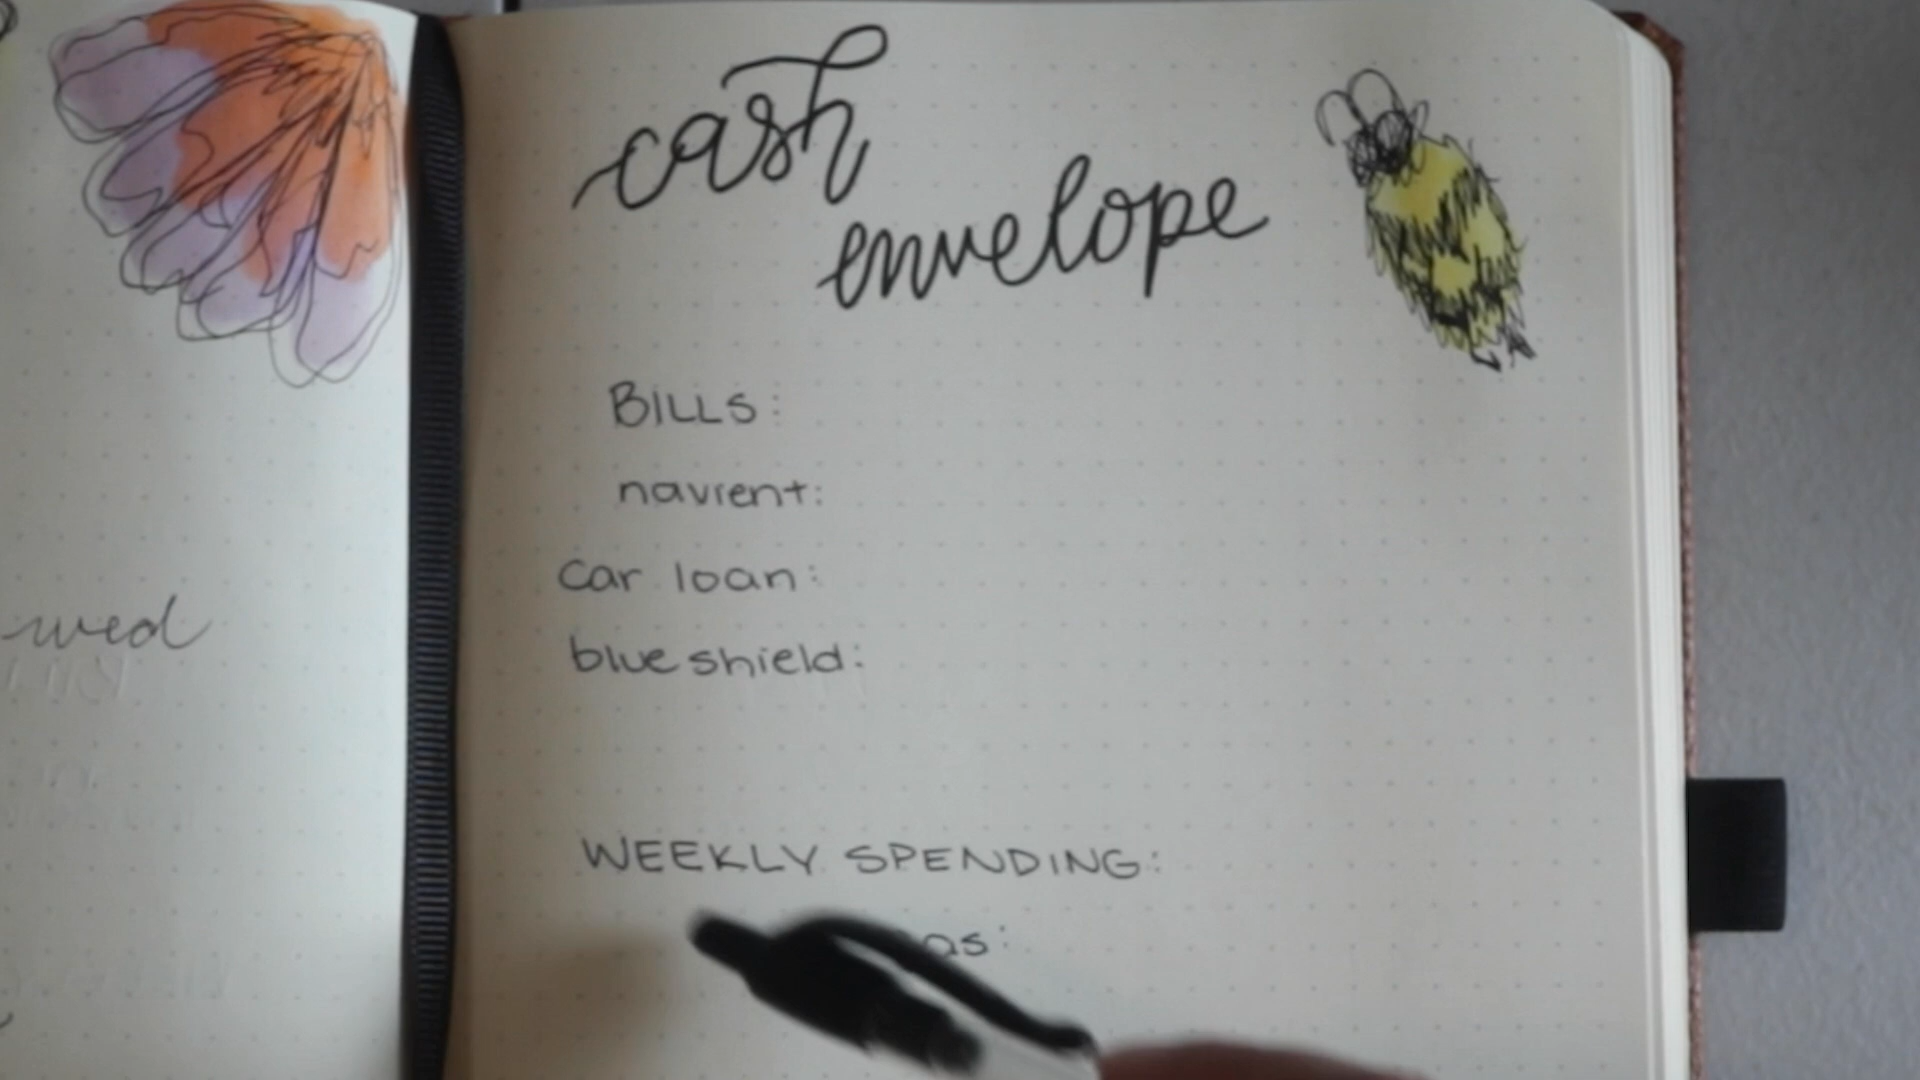 cash
envelope
BILLS:
navient:
car loan:
blue shield:
wed
WEEKLY SPENDING: